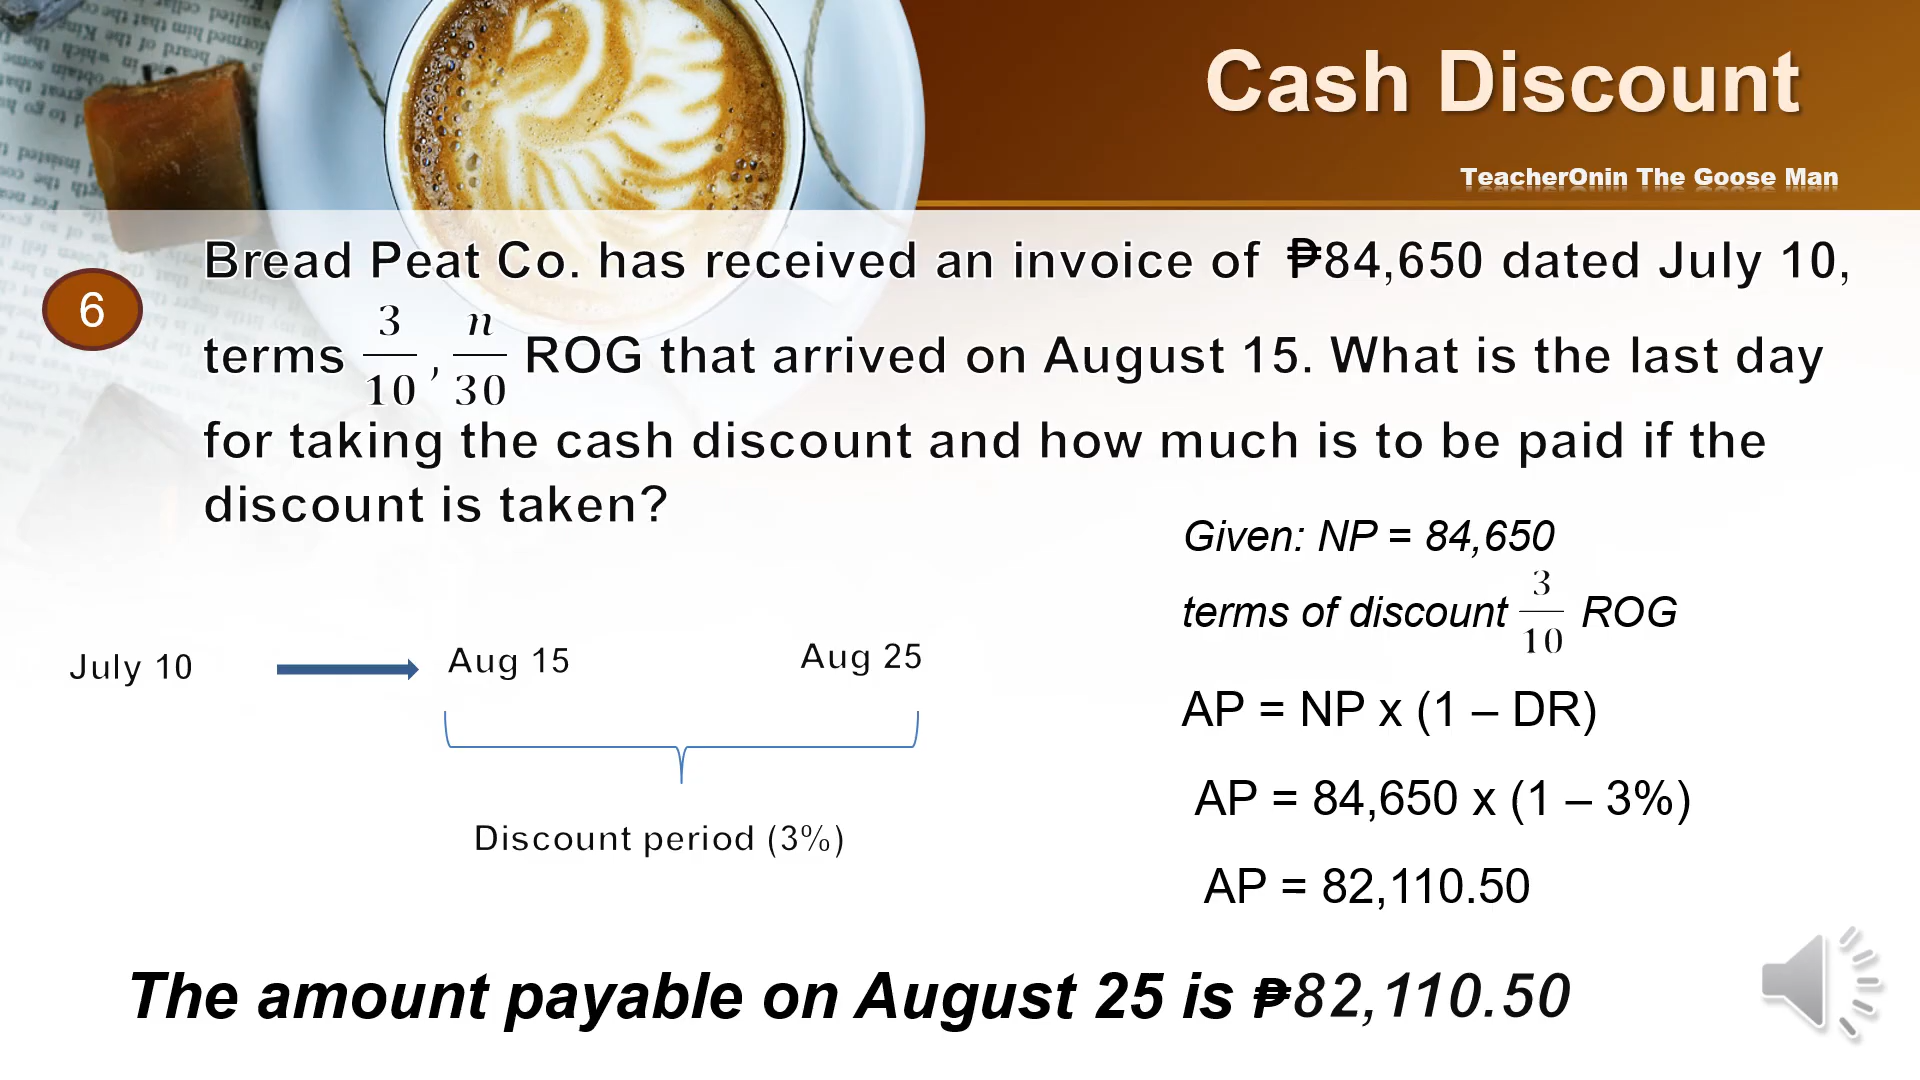 Cash Discount
TeacherOnin The Goose Man
6
Bread Peat Co. has received an invoice of ₱84,650 dated July 10,
terms 3/10, n/30 ROG that arrived on August 15. What is the last day
for taking the cash discount and how much is to be paid if the
discount is taken?
Given: NP = 84,650
terms of discount 3/10 ROG
July 10
Aug 15
Aug 25
Discount period (3%)
AP = NP x (1 – DR)
AP = 84,650 x (1 – 3%)
AP = 82,110.50
The amount payable on August 25 is ₱82,110.50